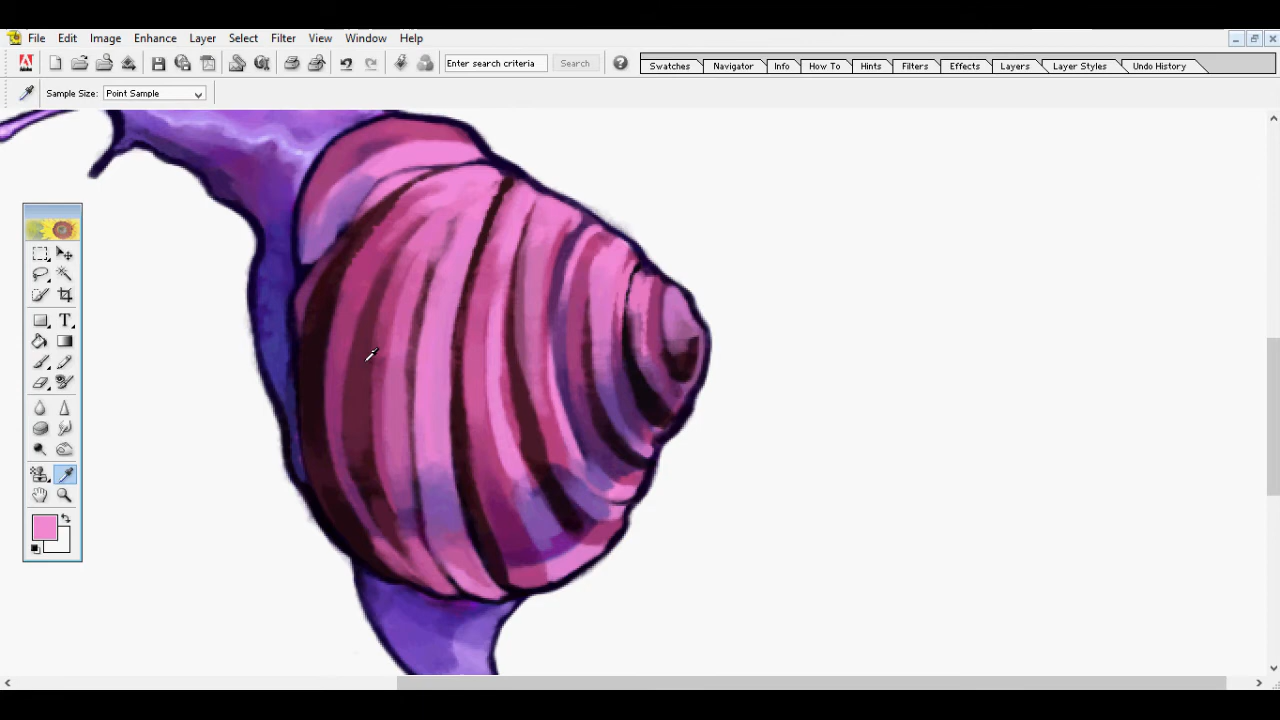 File Edit Image Enhance Layer Select Filter View Window Help
Enter search criteria Search Swatches Navigator Info How To Hints Filters Effects Layers Layer Styles Undo History
Sample Size: Point Sample
T